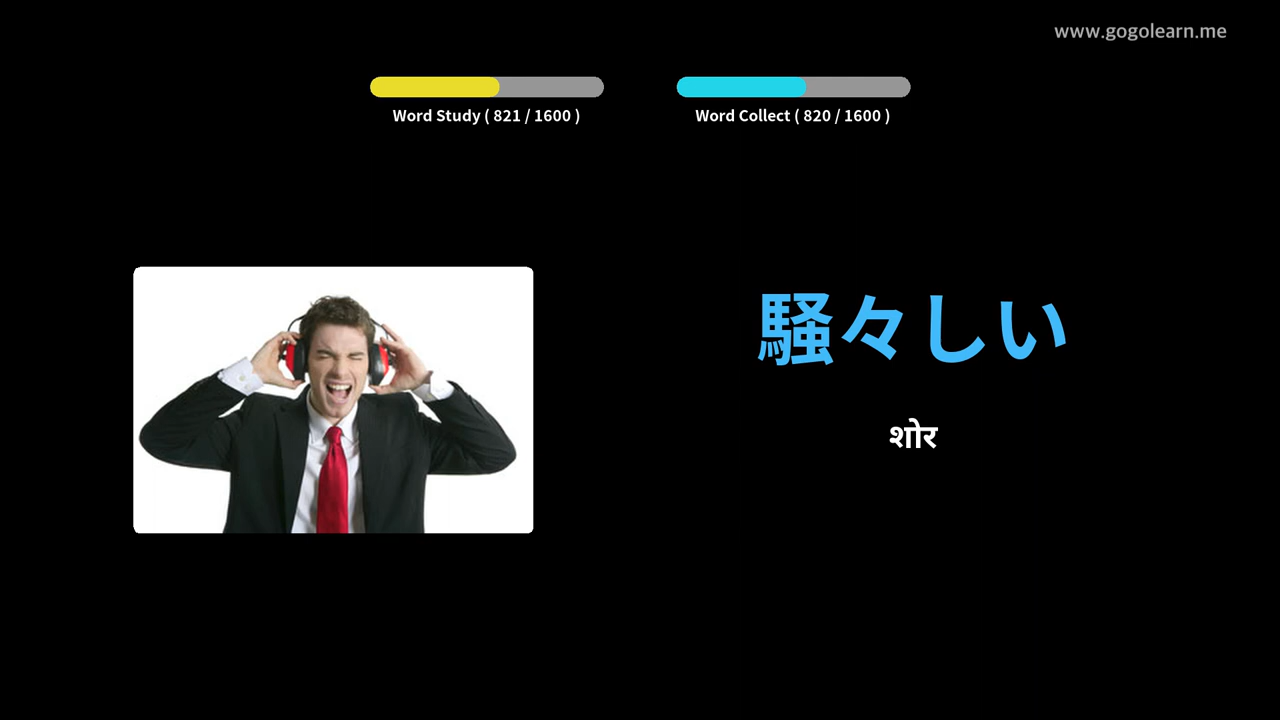 www.gogolearn.me
Word Study ( 821 / 1600 )
Word Collect ( 820 / 1600 )
騒々しい
शोर